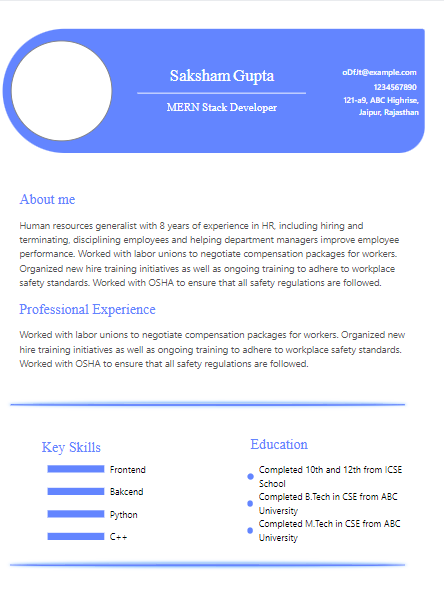 Saksham Gupta
MERN Stack Developer
oDfJt@example.com
1234567890
121-a9, ABC Highrise,
Jaipur, Rajasthan
About me
Human resources generalist with 8 years of experience in HR, including hiring and
terminating, disciplining employees and helping department managers improve employee
performance. Worked with labor unions to negotiate compensation packages for workers.
Organized new hire training initiatives as well as ongoing training to adhere to workplace
safety standards. Worked with OSHA to ensure that all safety regulations are followed.
Professional Experience
Worked with labor unions to negotiate compensation packages for workers. Organized new
hire training initiatives as well as ongoing training to adhere to workplace safety standards.
Worked with OSHA to ensure that all safety regulations are followed.
Key Skills
Frontend
Bakcend
Python
C++
Education
Completed 10th and 12th from ICSE
School
Completed B.Tech in CSE from ABC
University
Completed M.Tech in CSE from ABC
University